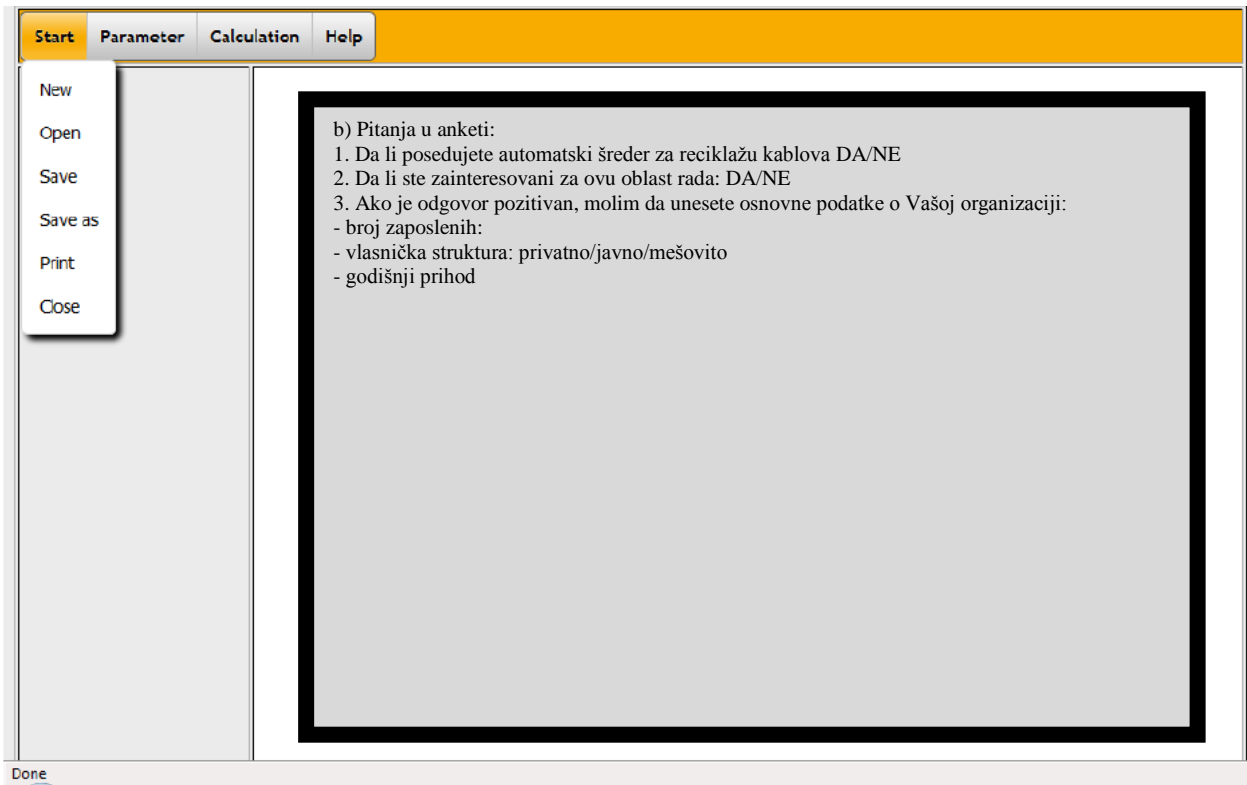 Start Parameter Calculation Help
New
Open
Save
Save as
Print
Close
b) Pitanja u anketi:
1. Da li posedujete automatski šreder za reciklažu kablova DA/NE
2. Da li ste zainteresovani za ovu oblast rada: DA/NE
3. Ako je odgovor pozitivan, molim da unesete osnovne podatke o Vašoj organizaciji:
- broj zaposlenih:
- vlasnička struktura: privatno/javno/mešovito
- godišnji prihod
Done